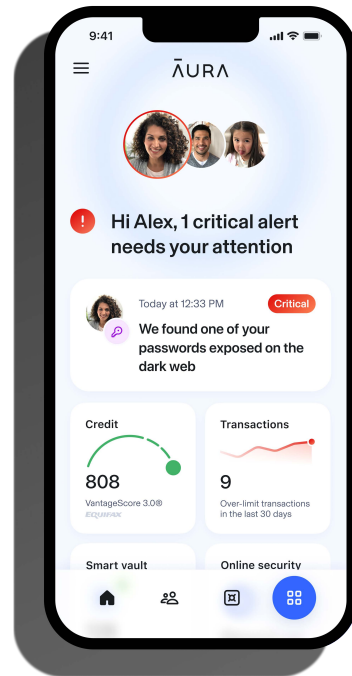 9:41
ĀURA
Hi Alex, 1 critical alert
needs your attention
Today at 12:33 PM
Critical
We found one of your
passwords exposed on the
dark web
Credit
808
VantageScore 3.0®
EQUIFAX
Transactions
9
Over-limit transactions
in the last 30 days
Smart vault
Online security